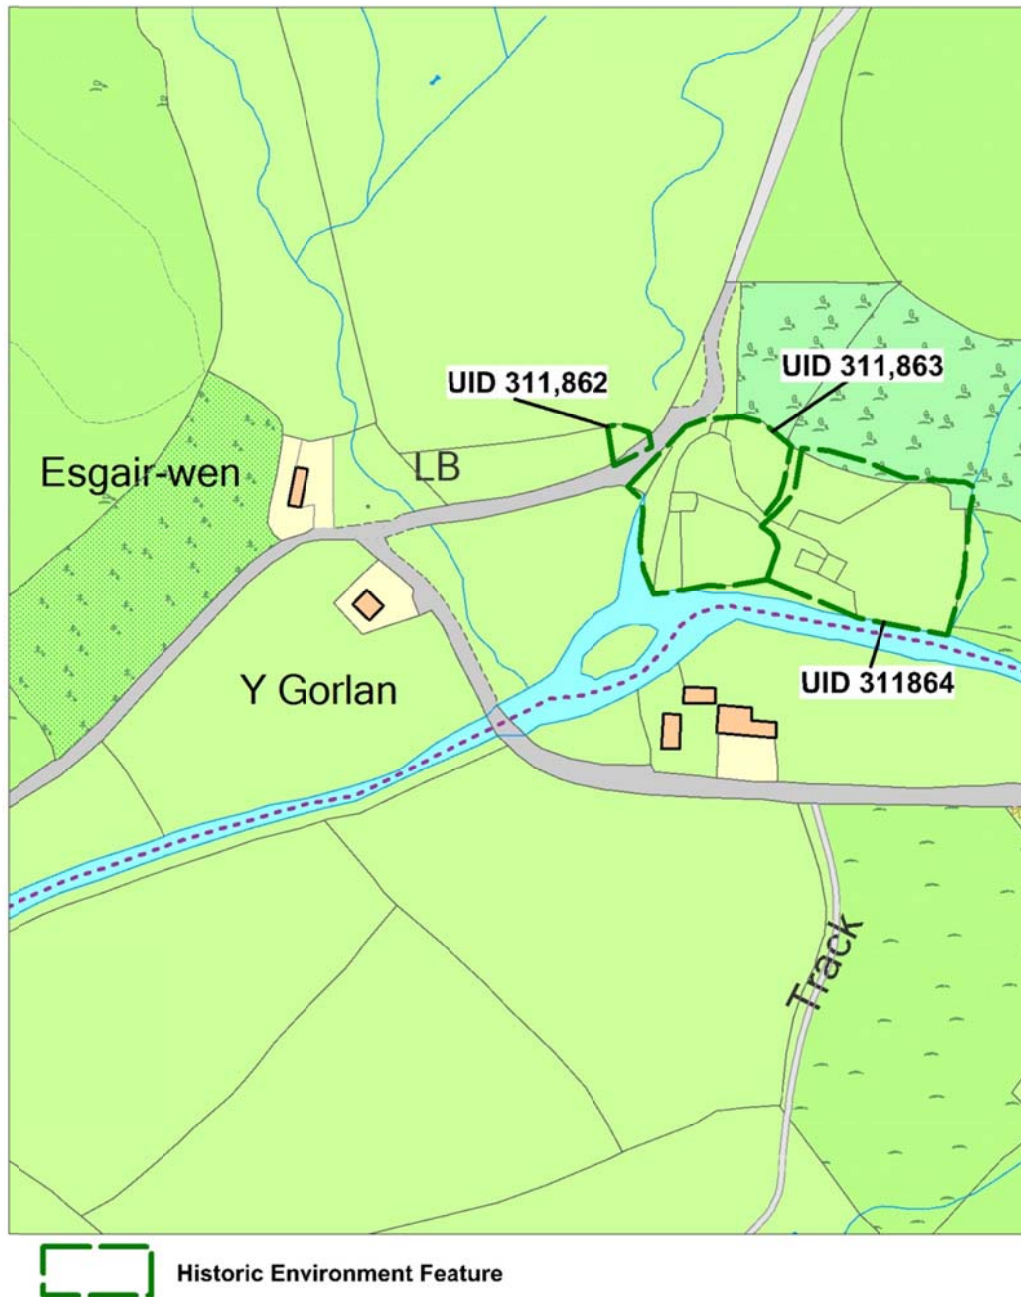 UID 311,863
UID 311,862
Esgair-wen
LB
Y Gorlan
UID 311864
Track
Historic Environment Feature